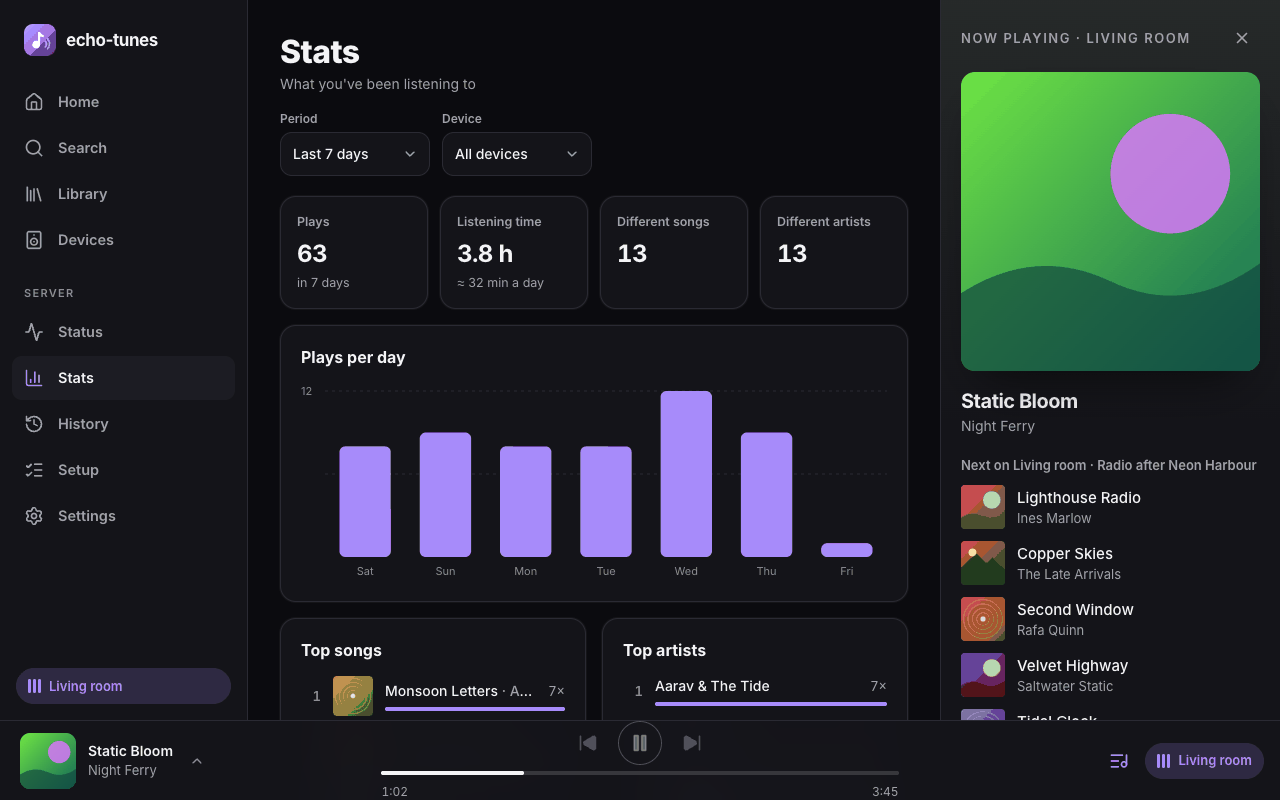 echo-tunes
Home
Search
Library
Devices
SERVER
Status
Stats
History
Setup
Settings
Living room
Stats
What you've been listening to
Period
Device
Last 7 days
All devices
Plays
63
in 7 days
Listening time
3.8 h
≈ 32 min a day
Different songs
13
Different artists
13
Plays per day
12
Sat
Sun
Mon
Tue
Wed
Thu
Fri
Top songs
1
Monsoon Letters · A...
7×
Top artists
1
Aarav & The Tide
7×
NOW PLAYING · LIVING ROOM
Static Bloom
Night Ferry
Next on Living room · Radio after Neon Harbour
Lighthouse Radio
Ines Marlow
Copper Skies
The Late Arrivals
Second Window
Rafa Quinn
Velvet Highway
Saltwater Static
Static Bloom
Night Ferry
1:02
3:45
Living room